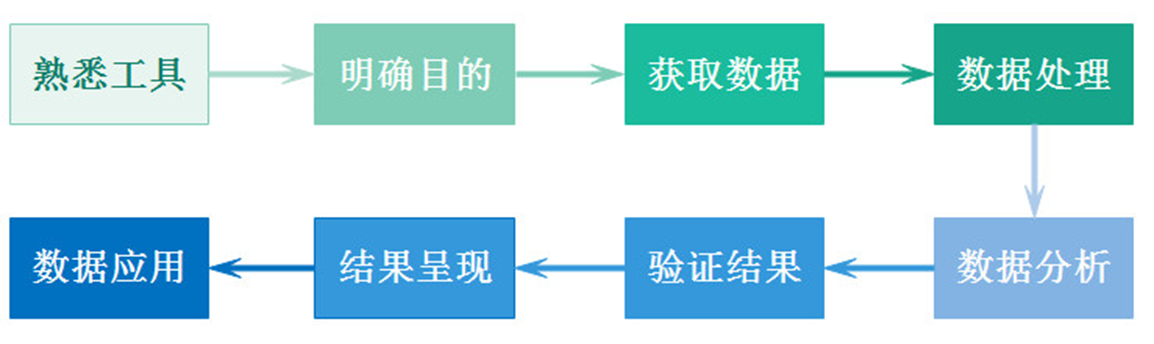 熟悉工具
明确目的
获取数据
数据处理
数据分析
验证结果
结果呈现
数据应用